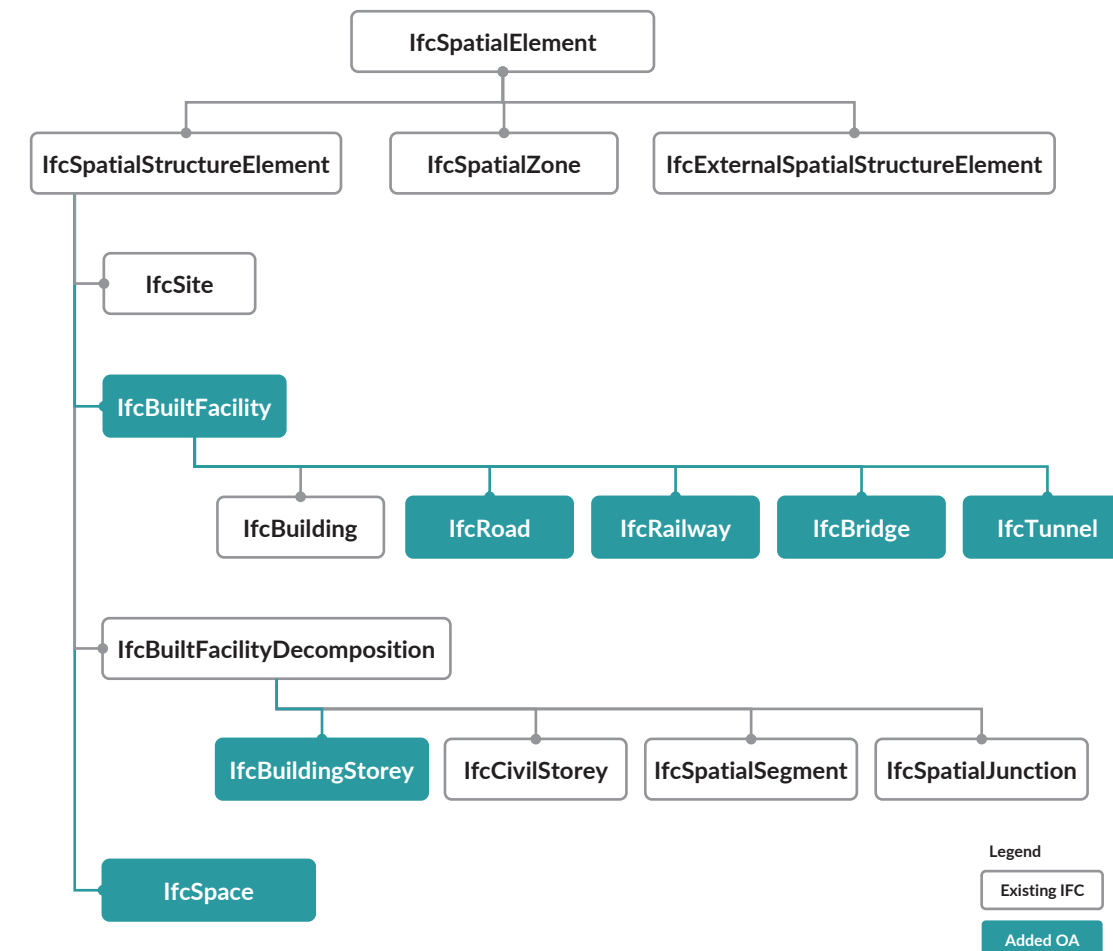 IfcSpatialElement
IfcSpatialStructureElement
IfcSpatialZone
IfcExternalSpatialStructureElement
IfcSite
IfcBuiltFacility
IfcBuilding
IfcRoad
IfcRailway
IfcBridge
IfcTunnel
IfcBuiltFacilityDecomposition
IfcBuildingStorey
IfcCivilStorey
IfcSpatialSegment
IfcSpatialJunction
IfcSpace
Legend
Existing IFC
Added OA